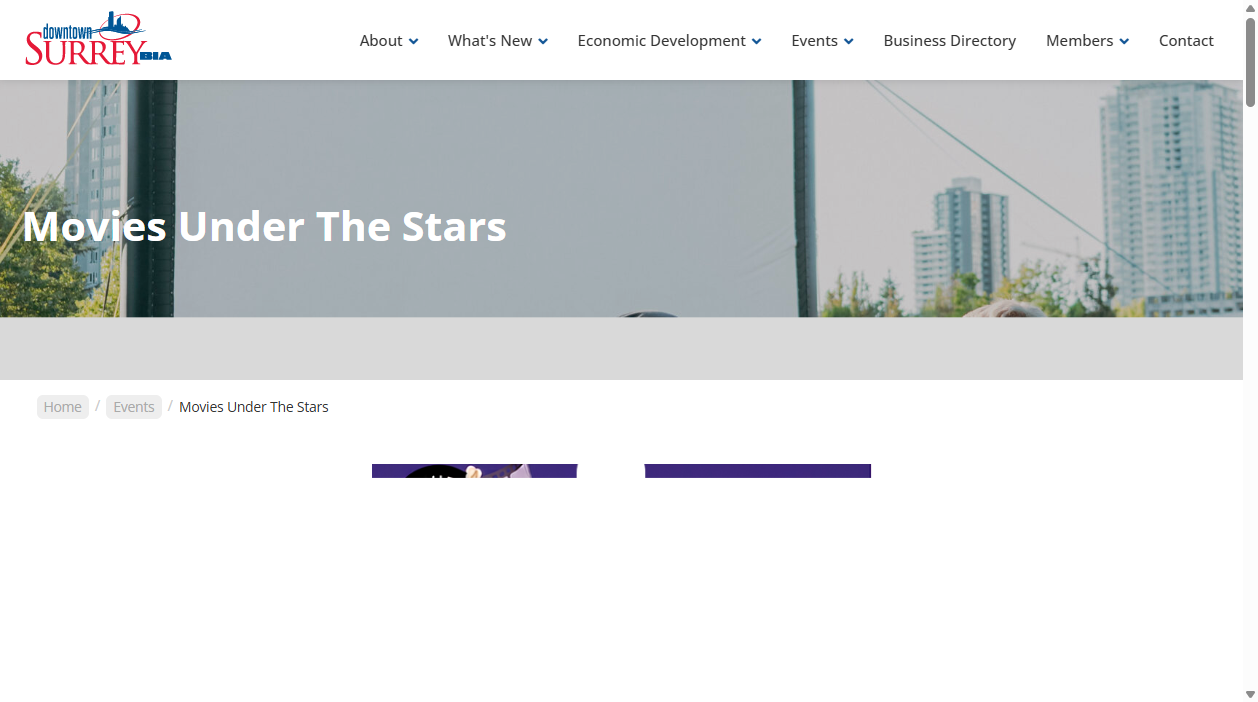 downtown
SURREY BIA
About
What's New
Economic Development
Events
Business Directory
Members
Contact
Movies Under The Stars
Home / Events / Movies Under The Stars